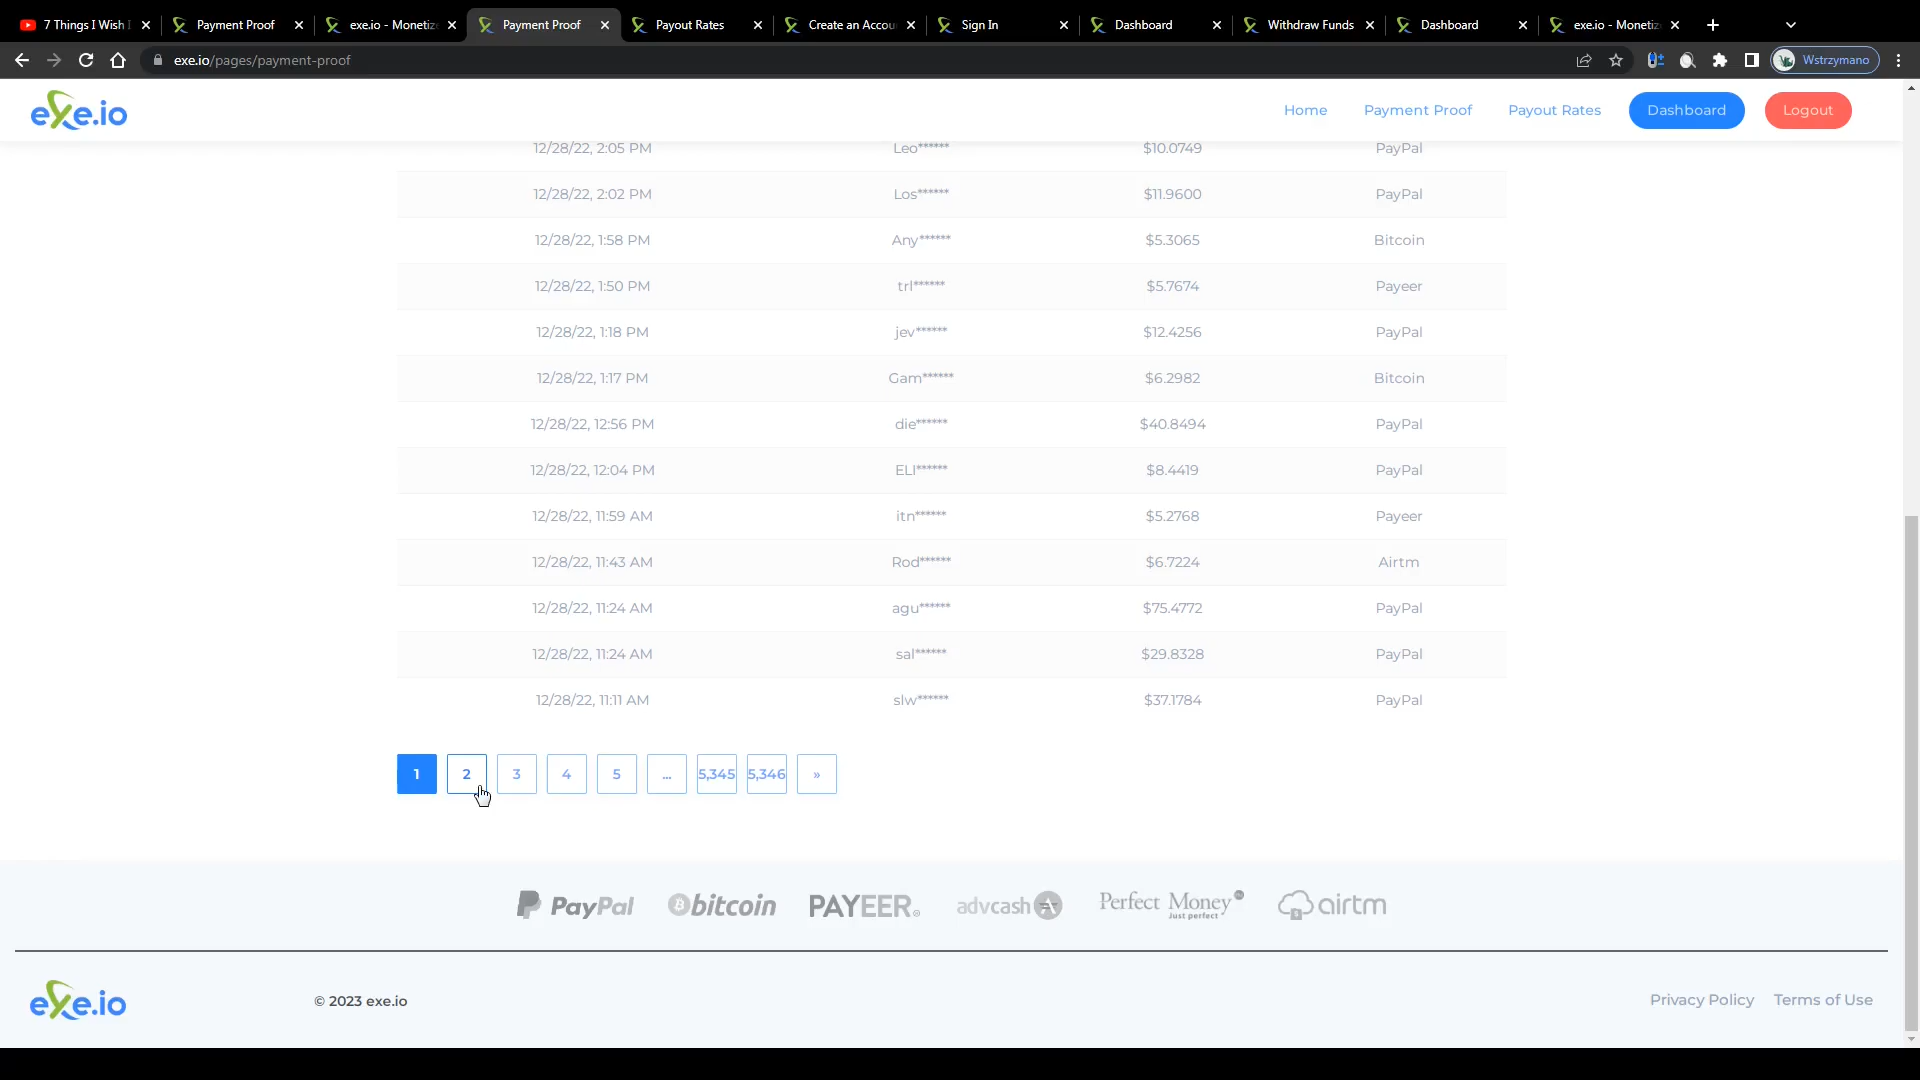 7 Things I Wish I
Payment Proof
exe.io - Monetize
Payment Proof
Payout Rates
Create an Accou
Sign In
Dashboard
Withdraw Funds
Dashboard
exe.io - Monetiz
exe.io/pages/payment-proof
Wstrzymano
exe.io
Home
Payment Proof
Payout Rates
Dashboard
Logout
12/28/22, 2:05 PM Leo****** $10.0749 PayPal
12/28/22, 2:02 PM Los****** $11.9600 PayPal
12/28/22, 1:58 PM Any****** $5.3065 Bitcoin
12/28/22, 1:50 PM trl****** $5.7674 Payeer
12/28/22, 1:18 PM jev****** $12.4256 PayPal
12/28/22, 1:17 PM Gam****** $6.2982 Bitcoin
12/28/22, 12:56 PM die****** $40.8494 PayPal
12/28/22, 12:04 PM ELI****** $8.4419 PayPal
12/28/22, 11:59 AM itn****** $5.2768 Payeer
12/28/22, 11:43 AM Rod****** $6.7224 Airtm
12/28/22, 11:24 AM agu****** $75.4772 PayPal
12/28/22, 11:24 AM sal****** $29.8328 PayPal
12/28/22, 11:11 AM slw****** $37.1784 PayPal
1 2 3 4 5 ... 5,345 5,346 »
PayPal
bitcoin
PAYEER
advcash
Perfect Money
Just perfect
airtm
exe.io
© 2023 exe.io
Privacy Policy
Terms of Use